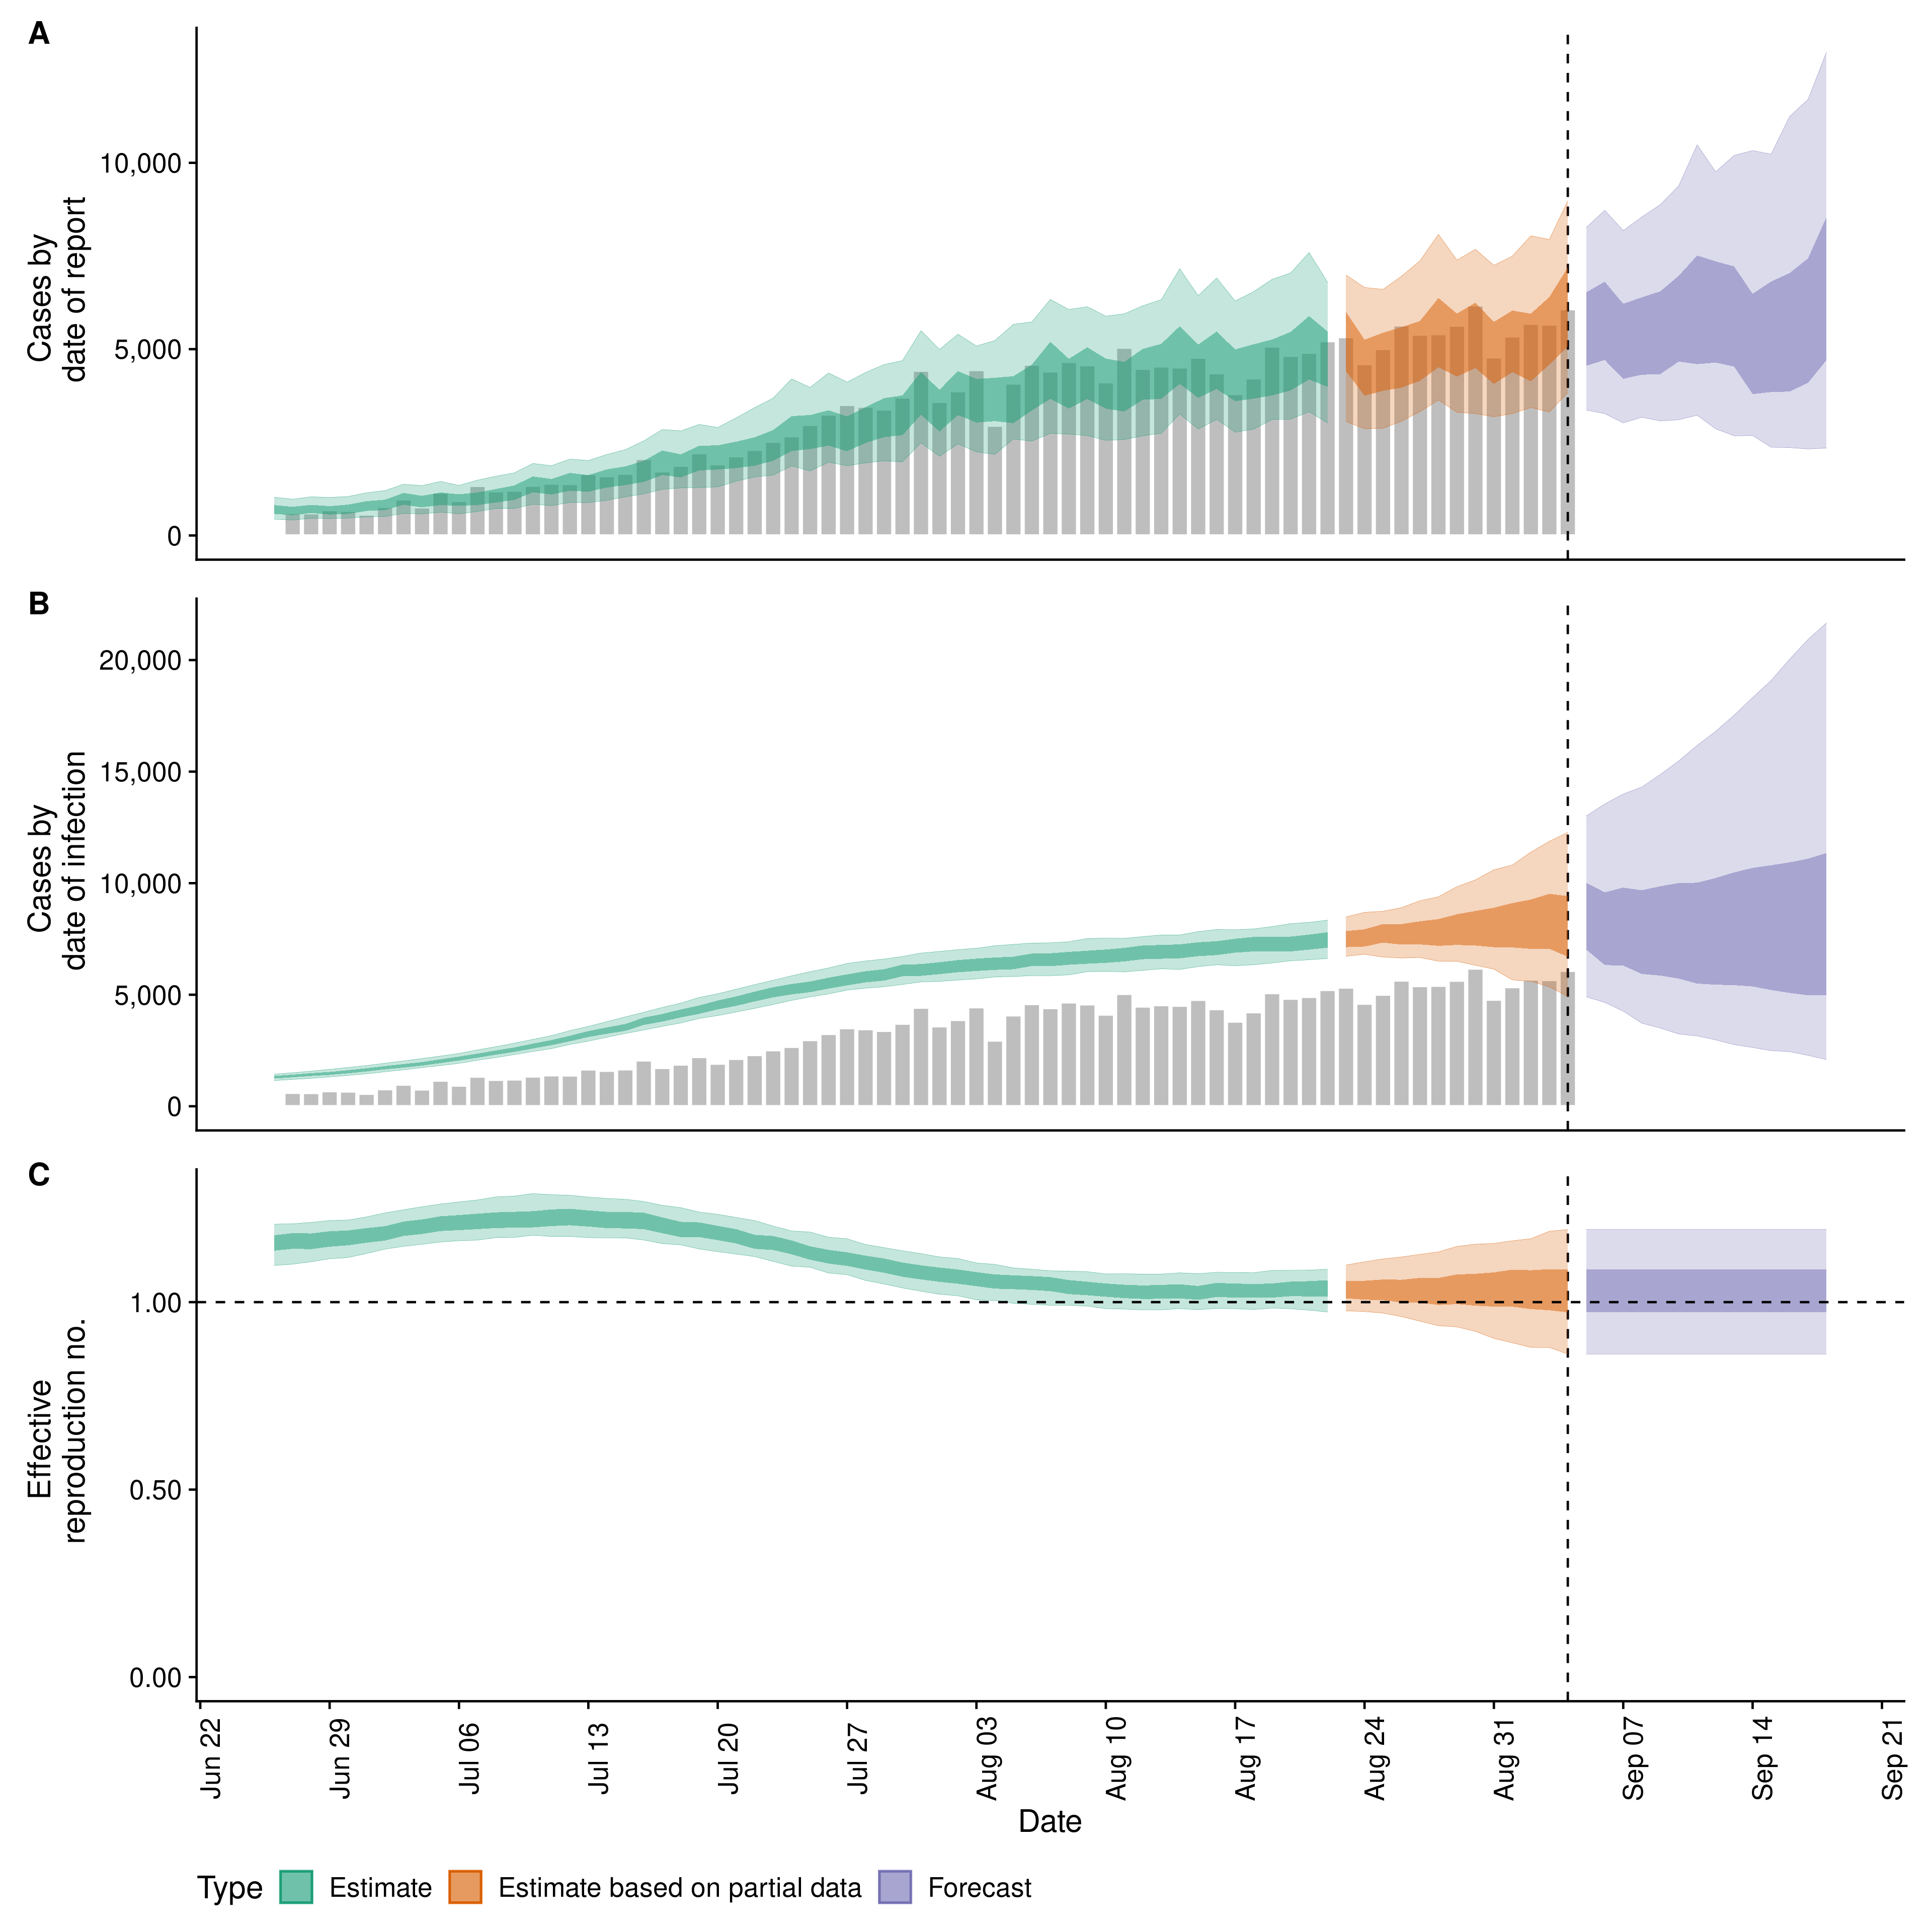 A
Cases by
date of report
10,000
5,000
0
B
Cases by
date of infection
20,000
15,000
10,000
5,000
0
C
Effective
reproduction no.
1.00
0.50
0.00
Jun 22
Jun 29
Jul 06
Jul 13
Jul 20
Jul 27
Aug 03
Aug 10
Aug 17
Aug 24
Aug 31
Sep 07
Sep 14
Sep 21
Date
Type Estimate Estimate based on partial data Forecast